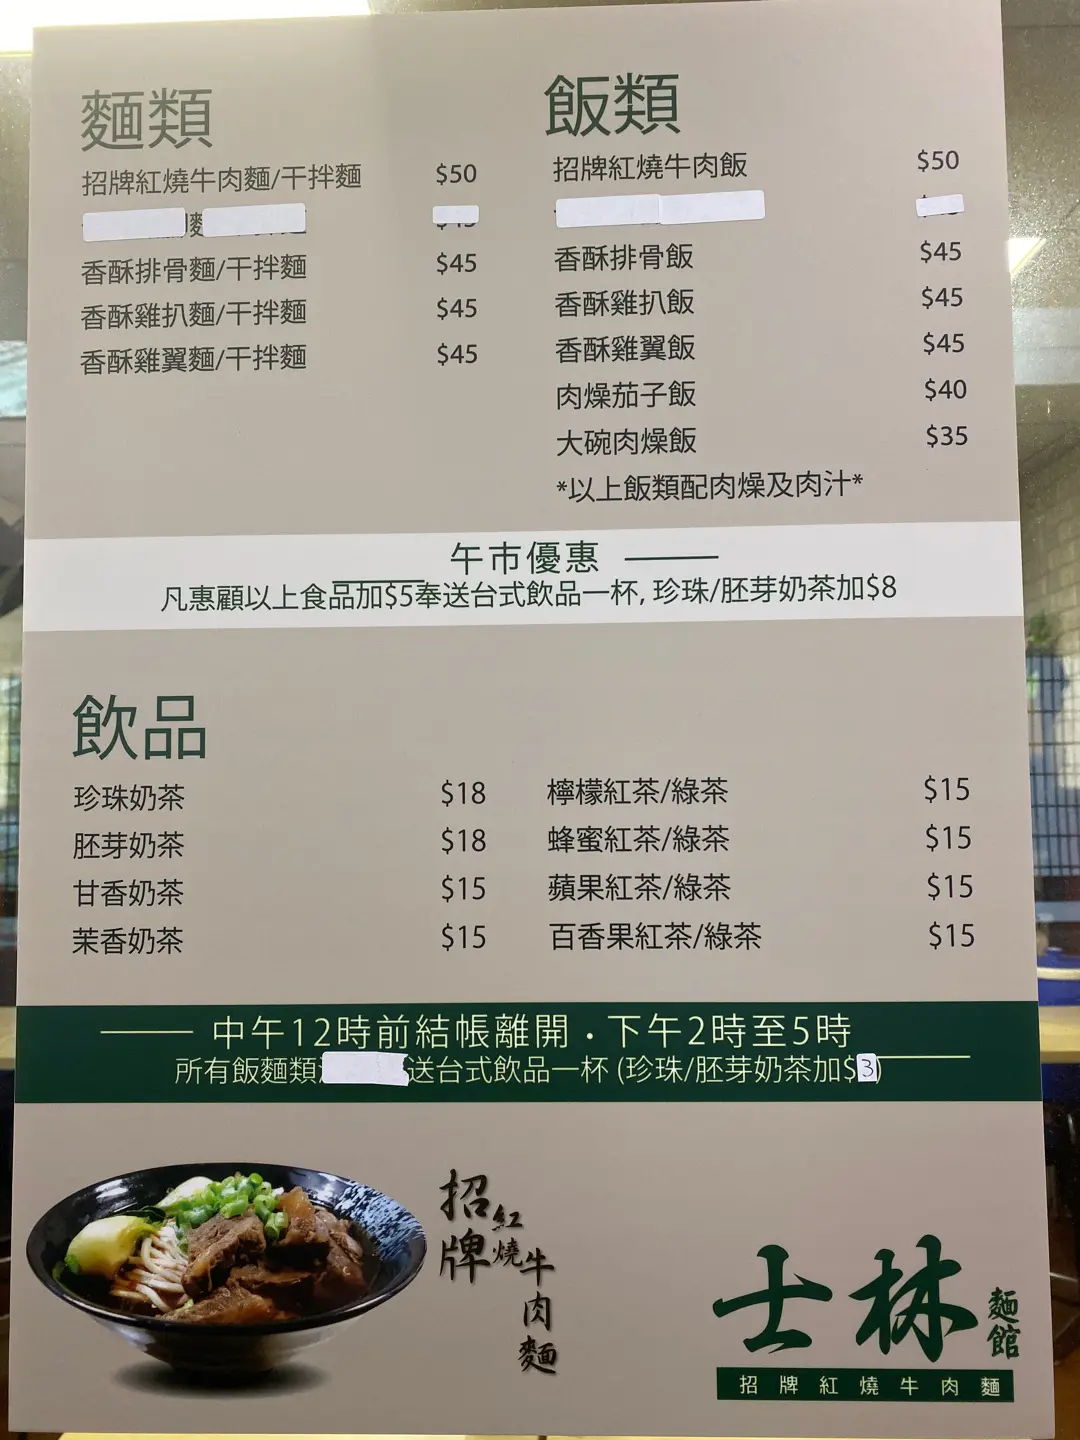 麵類
招牌紅燒牛肉麵/干拌麵 $50
香酥排骨麵/干拌麵 $45
香酥雞扒麵/干拌麵 $45
香酥雞翼麵/干拌麵 $45
飯類
招牌紅燒牛肉飯 $50
香酥排骨飯 $45
香酥雞扒飯 $45
香酥雞翼飯 $45
肉燥茄子飯 $40
大碗肉燥飯 $35
*以上飯類配肉燥及肉汁*
午市優惠
凡惠顧以上食品加$5奉送台式飲品一杯, 珍珠/胚芽奶茶加$8
飲品
珍珠奶茶 $18
胚芽奶茶 $18
甘香奶茶 $15
茉香奶茶 $15
檸檬紅茶/綠茶 $15
蜂蜜紅茶/綠茶 $15
蘋果紅茶/綠茶 $15
百香果紅茶/綠茶 $15
中午12時前結帳離開・下午2時至5時
所有飯麵類 送台式飲品一杯 (珍珠/胚芽奶茶加$3)
招牌紅燒牛肉麵
士林麵館
招牌紅燒牛肉麵